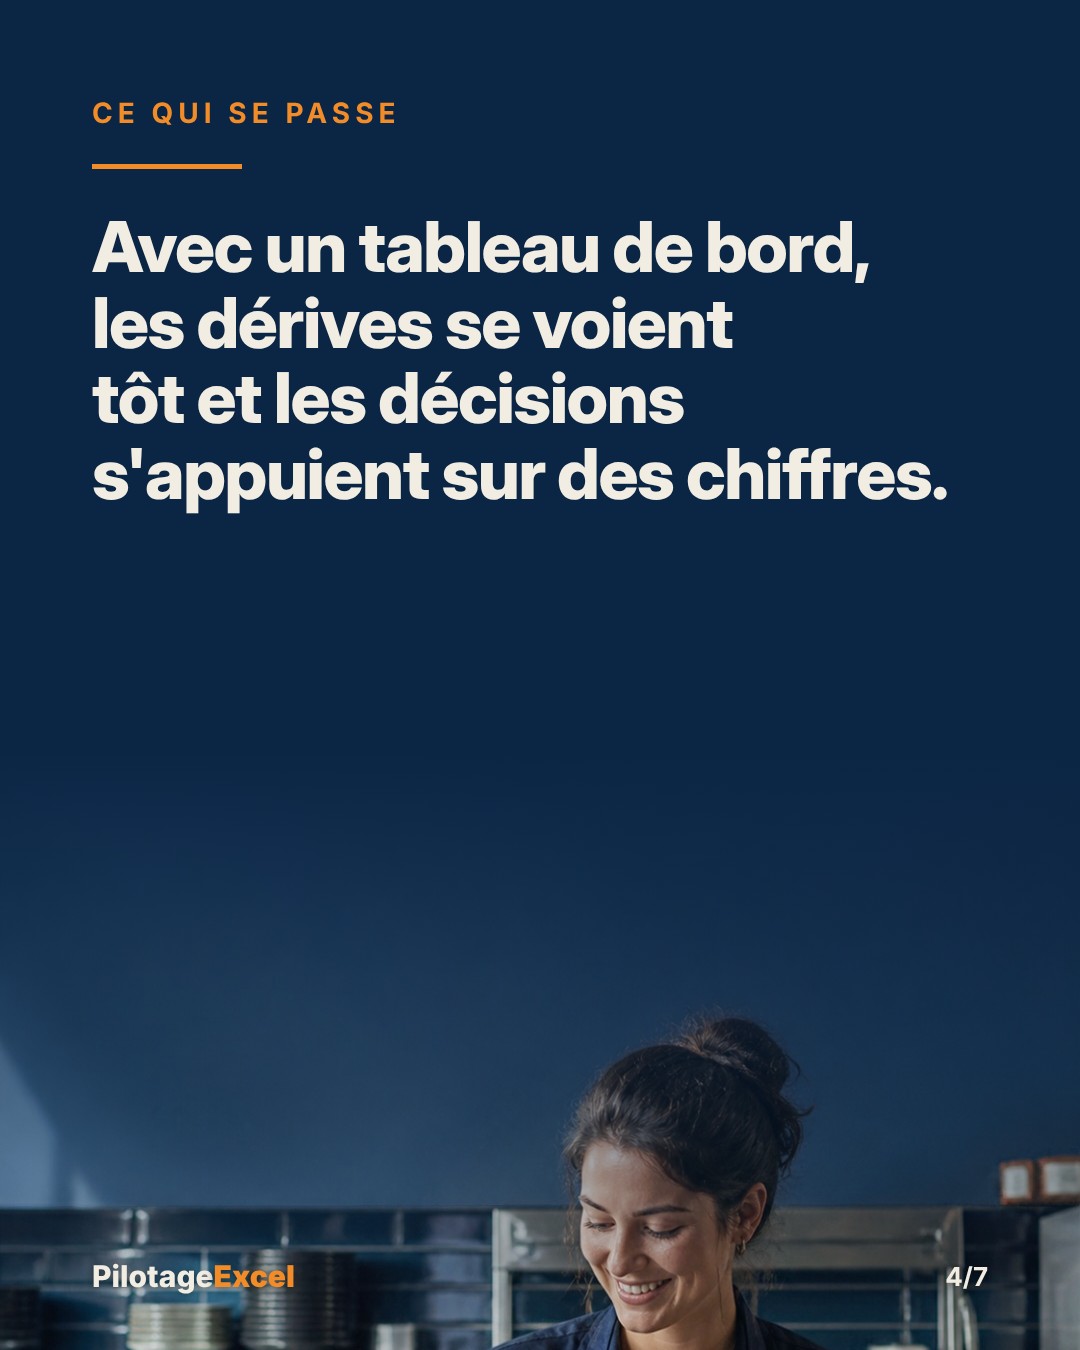 CE QUI SE PASSE
Avec un tableau de bord,
les dérives se voient
tôt et les décisions
s'appuient sur des chiffres.
PilotageExcel
4/7